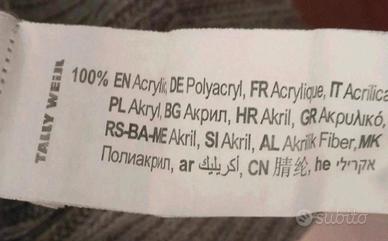 TALLY WEiJL
100% EN Acrylic, DE Polyacryl, FR Acrylique, IT Acrilica
PL Akryl, BG Акрил, HR Akril, GR Ακρυλικό,
RS-BA-ME Akril, SI Akril, AL Akrilik Fiber, MK
Полиакрил, ar أكريليك, CN 腈纶, he אקרילי
subito